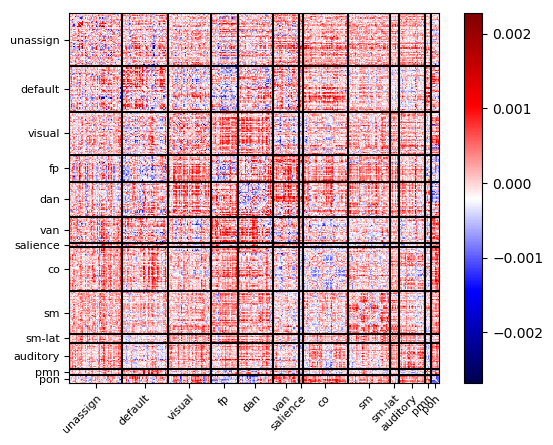 unassign
default
visual
fp
dan
van
salience
co
sm
sm-lat
auditory
pmn
pon
unassign
default
visual
fp
dan
van
salience
co
sm
sm-lat
auditory
pmn
pon
0.002
0.001
0.000
−0.001
−0.002